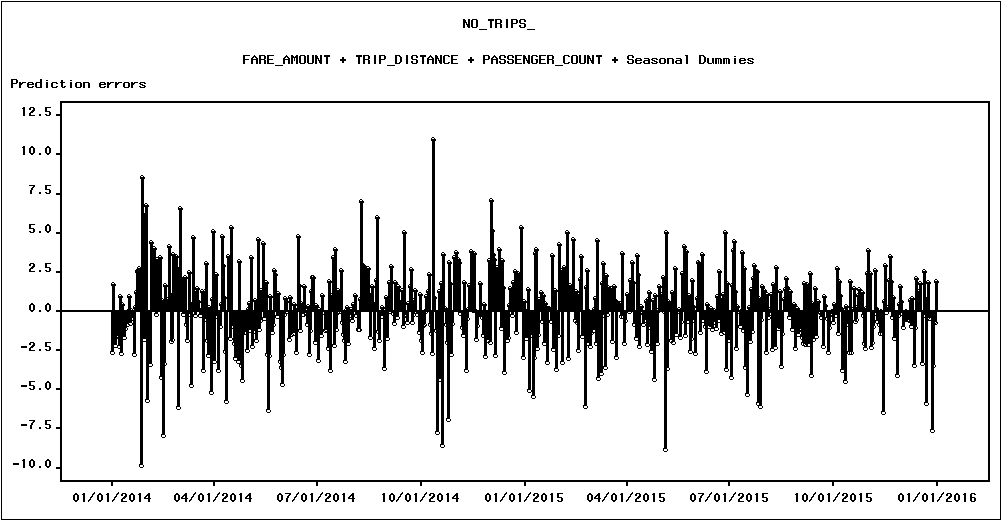 NO_TRIPS_
FARE_AMOUNT + TRIP_DISTANCE + PASSENGER_COUNT + Seasonal Dummies
Prediction errors
12.5
10.0
7.5
5.0
2.5
0.0
-2.5
-5.0
-7.5
-10.0
01/01/2014 04/01/2014 07/01/2014 10/01/2014 01/01/2015 04/01/2015 07/01/2015 10/01/2015 01/01/2016